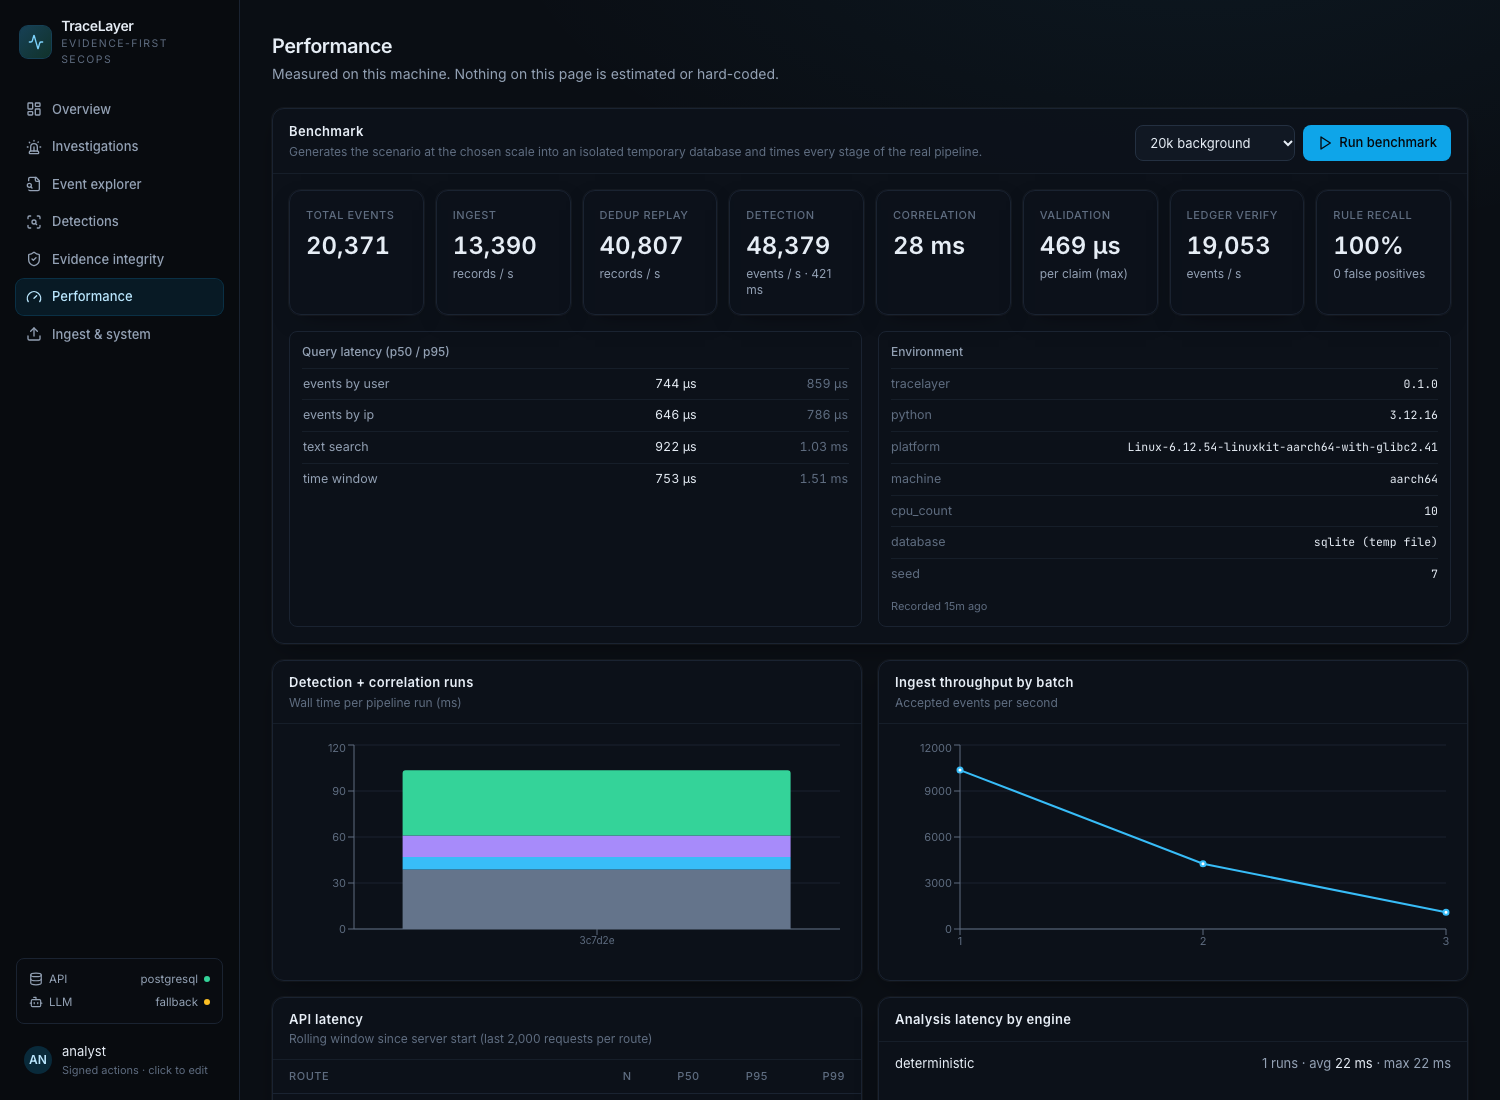 TraceLayer
EVIDENCE-FIRST
SECOPS
Overview
Investigations
Event explorer
Detections
Evidence integrity
Performance
Ingest & system
API
postgresql
LLM
fallback
AN
analyst
Signed actions · click to edit
Performance
Measured on this machine. Nothing on this page is estimated or hard-coded.
Benchmark
Generates the scenario at the chosen scale into an isolated temporary database and times every stage of the real pipeline.
20k background
Run benchmark
TOTAL EVENTS
20,371
INGEST
13,390
records / s
DEDUP REPLAY
40,807
records / s
DETECTION
48,379
events / s · 421
ms
CORRELATION
28 ms
VALIDATION
469 µs
per claim (max)
LEDGER VERIFY
19,053
events / s
RULE RECALL
100%
0 false positives
Query latency (p50 / p95)
events by user 744 µs 859 µs
events by ip 646 µs 786 µs
text search 922 µs 1.03 ms
time window 753 µs 1.51 ms
Environment
tracelayer 0.1.0
python 3.12.16
platform Linux-6.12.54-linuxkit-aarch64-with-glibc2.41
machine aarch64
cpu_count 10
database sqlite (temp file)
seed 7
Recorded 15m ago
Detection + correlation runs
Wall time per pipeline run (ms)
120
90
60
30
0
3c7d2e
Ingest throughput by batch
Accepted events per second
12000
9000
6000
3000
0
1 2 3
API latency
Rolling window since server start (last 2,000 requests per route)
ROUTE N P50 P95 P99
Analysis latency by engine
deterministic 1 runs · avg 22 ms · max 22 ms